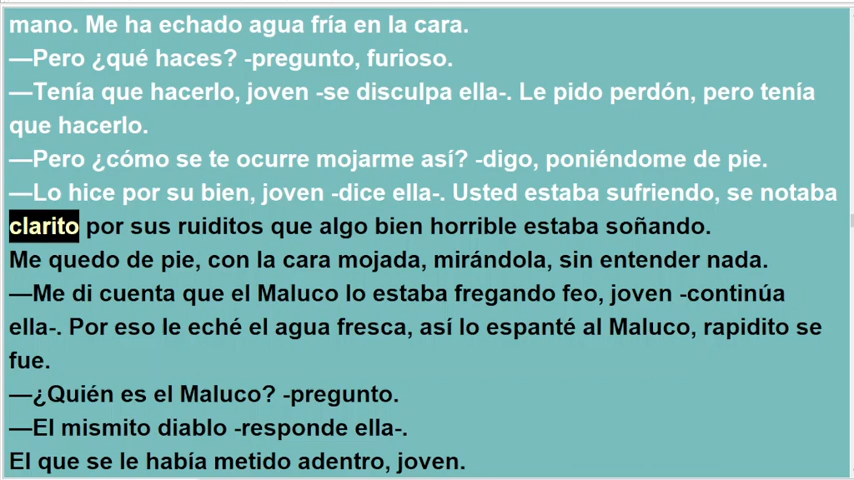 mano. Me ha echado agua fría en la cara.
—Pero ¿qué haces? -pregunto, furioso.
—Tenía que hacerlo, joven -se disculpa ella-. Le pido perdón, pero tenía
que hacerlo.
—Pero ¿cómo se te ocurre mojarme así? -digo, poniéndome de pie.
—Lo hice por su bien, joven -dice ella-. Usted estaba sufriendo, se notaba
clarito por sus ruiditos que algo bien horrible estaba soñando.
Me quedo de pie, con la cara mojada, mirándola, sin entender nada.
—Me di cuenta que el Maluco lo estaba fregando feo, joven -continúa
ella-. Por eso le eché el agua fresca, así lo espanté al Maluco, rapidito se
fue.
—¿Quién es el Maluco? -pregunto.
—El mismito diablo -responde ella-.
El que se le había metido adentro, joven.